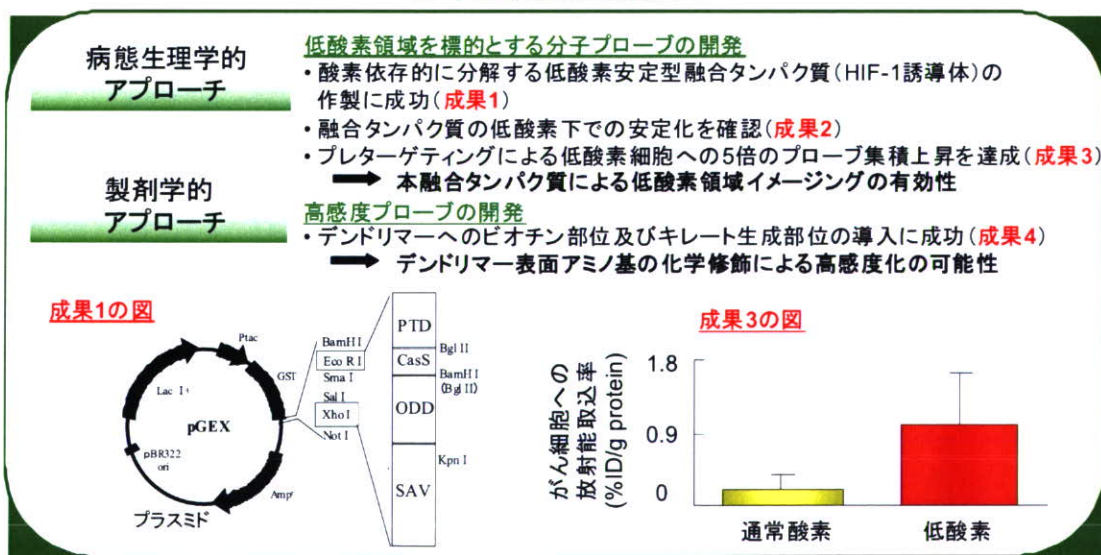 病態生理学的
アプローチ
低酸素領域を標的とする分子プローブの開発
・酸素依存的に分解する低酸素安定型融合タンパク質(HIF-1誘導体)の
作製に成功(成果1)
・融合タンパク質の低酸素下での安定化を確認(成果2)
・プレターゲティングによる低酸素細胞への5倍のプローブ集積上昇を達成(成果3)
➡ 本融合タンパク質による低酸素領域イメージングの有効性
製剤学的
アプローチ
高感度プローブの開発
・デンドリマーへのビオチン部位及びキレート生成部位の導入に成功(成果4)
➡ デンドリマー表面アミノ基の化学修飾による高感度化の可能性
成果1の図
Ptac
GST
Lac I
pGEX
pBR322
ori
Ampr
プラスミド
BamH I
Eco R I
Sma I
Sal I
Xho I
Not I
PTD
CasS
ODD
SAV
Bgl II
BamH I
(Bgl II)
Kpn I
成果3の図
がん細胞への
放射能取込率
(%ID/g protein)
1.8
0.9
0
通常酸素
低酸素